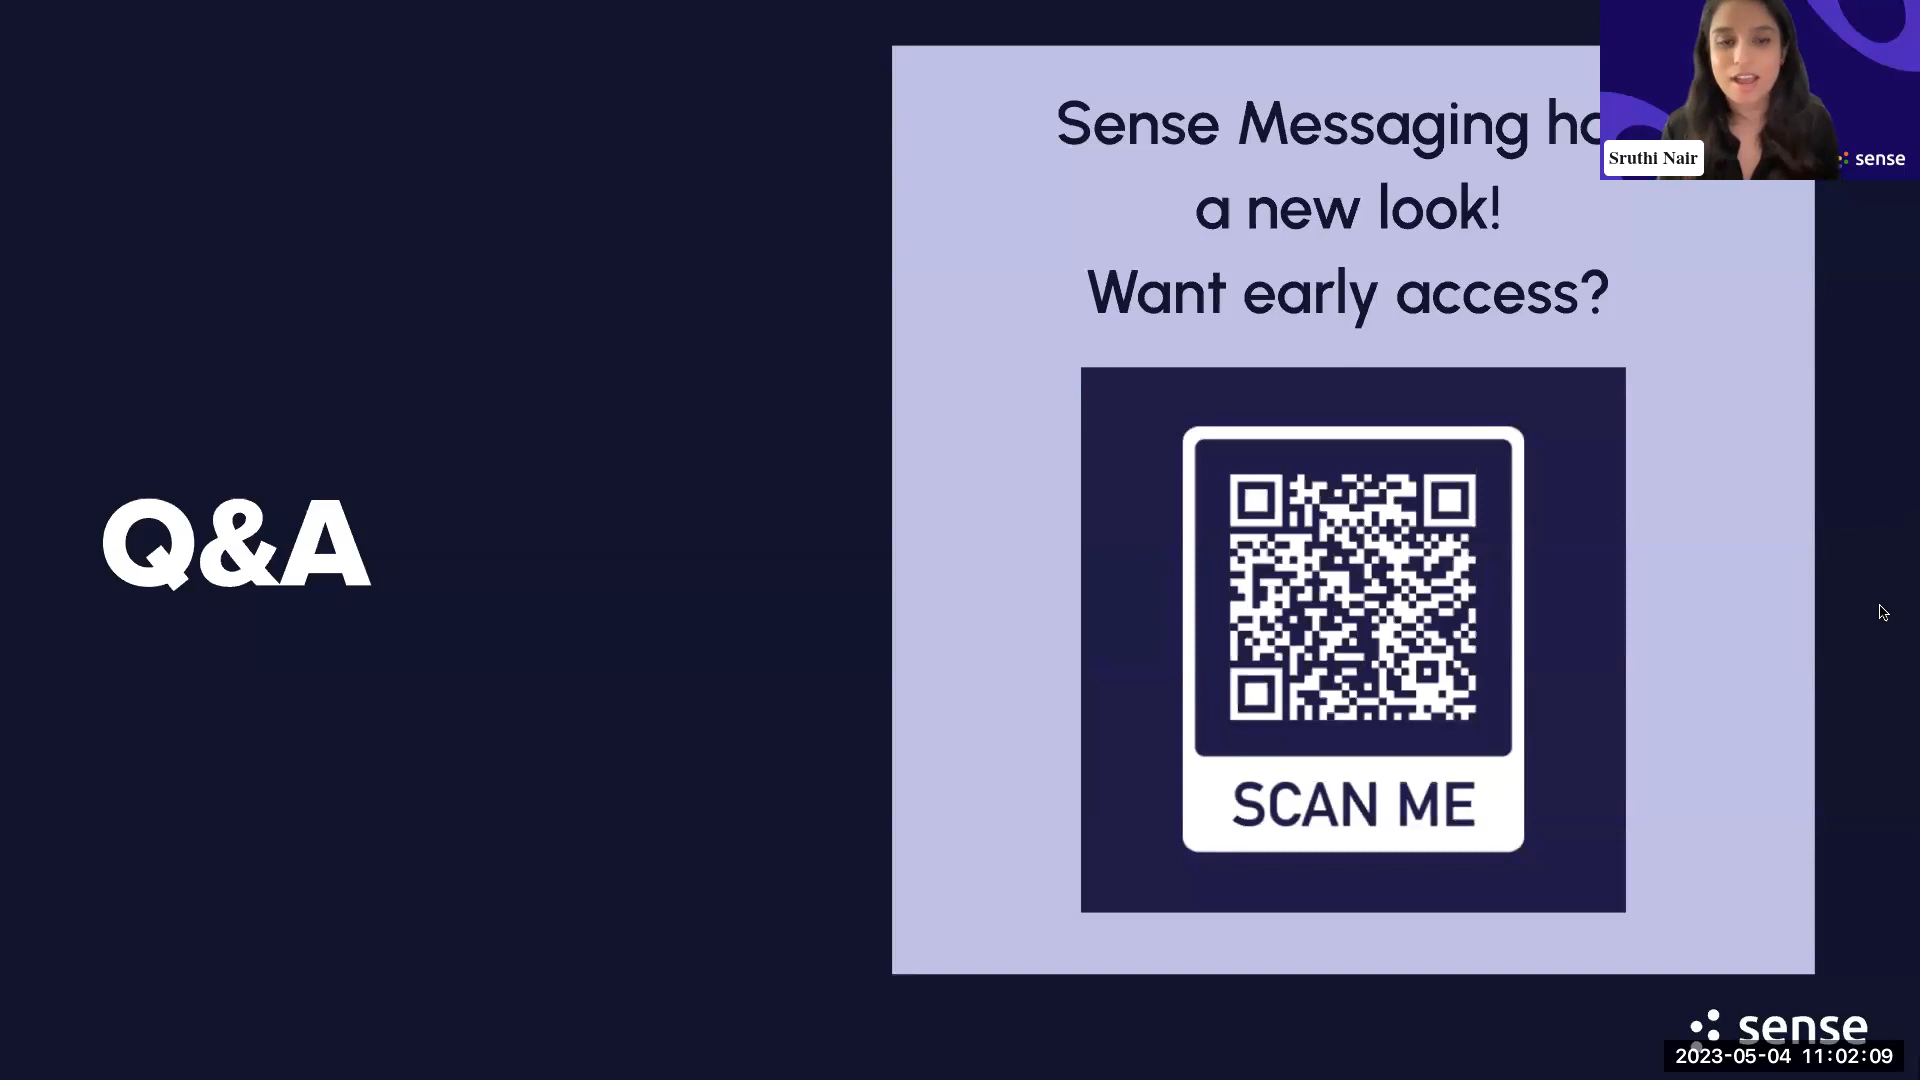 Sense Messaging ha
a new look!
Want early access?
Sruthi Nair
sense
Q&A
SCAN ME
sense
2023-05-04 11:02:09